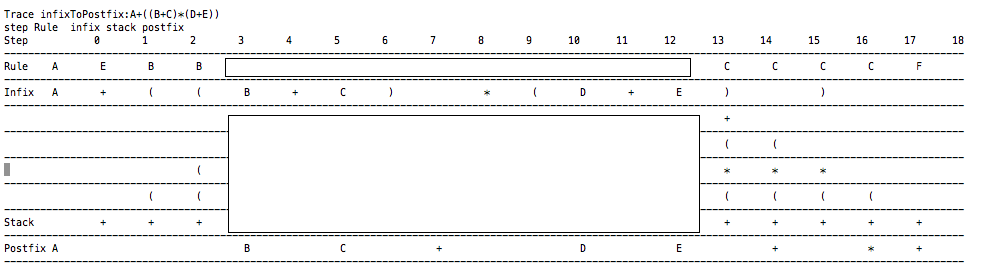 Trace infixToPostfix:A+((B+C)*(D+E))
step Rule infix stack postfix
Step 0 1 2 3 4 5 6 7 8 9 10 11 12 13 14 15 16 17 18
Rule A E B B C C C C F
Infix A + ( ( B + C ) * ( D + E ) )
+
( (
( * * *
( ( ( ( ( (
Stack + + + + + + + +
Postfix A B C + D E + * +